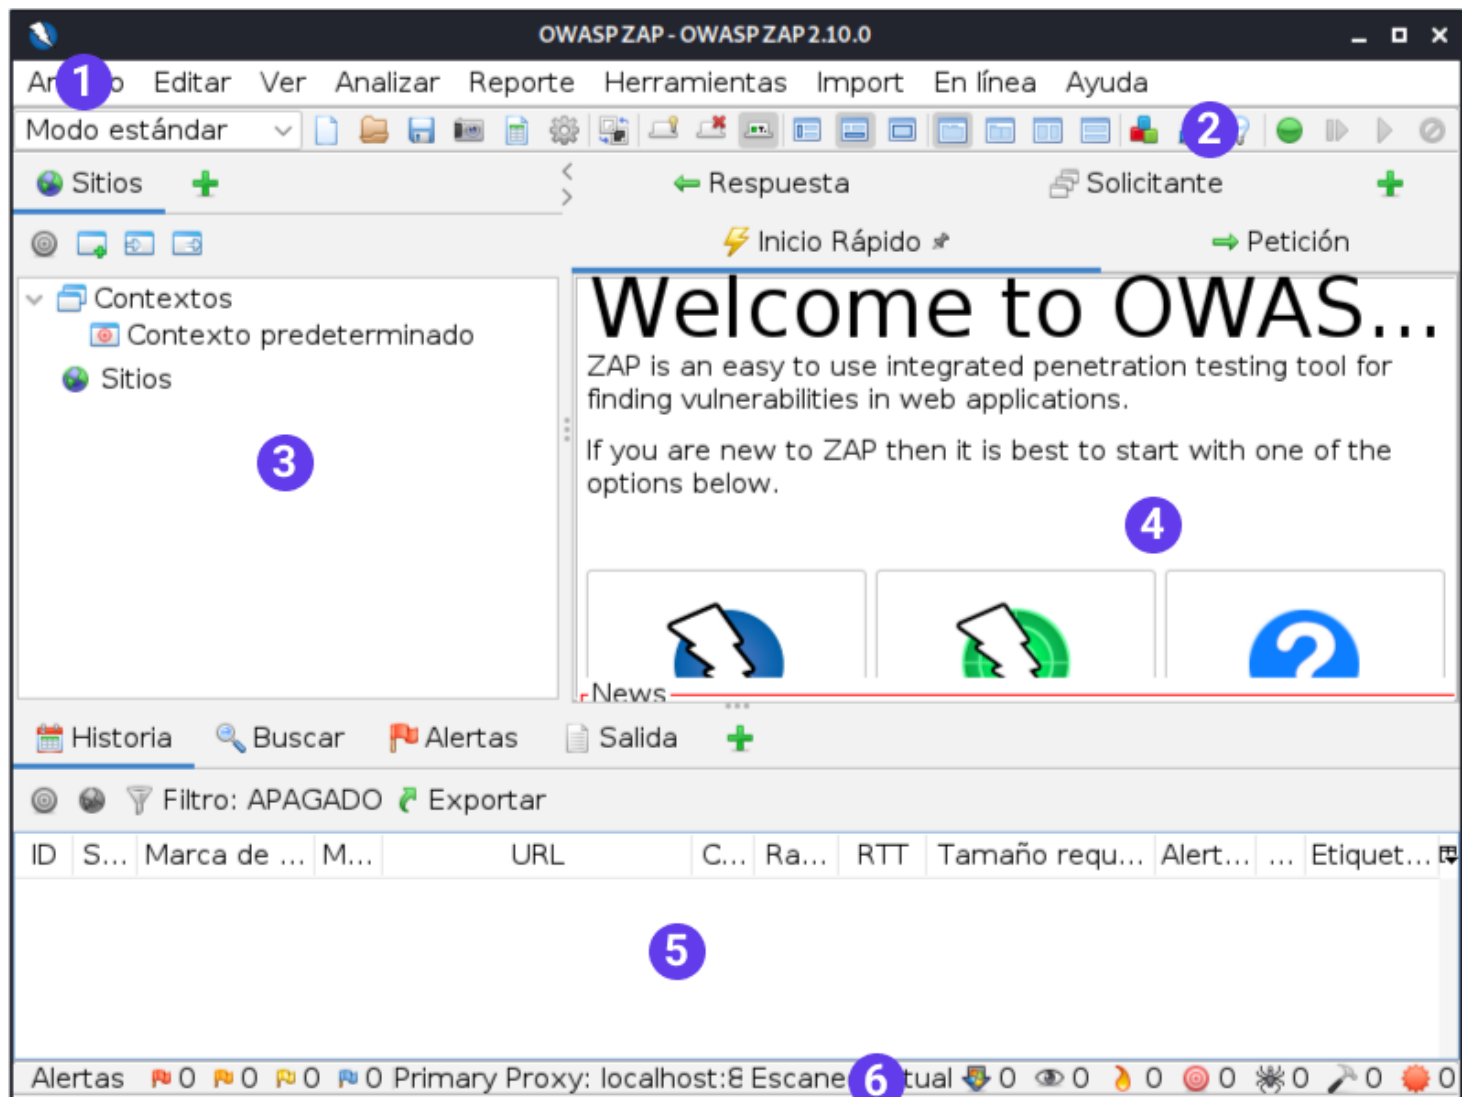 OWASP ZAP - OWASP ZAP 2.10.0
1 Editar Ver Analizar Reporte Herramientas Import En línea Ayuda
Modo estándar 2
Sitios
Respuesta Solicitante
Inicio Rápido Petición
Contextos
Contexto predeterminado
Sitios
3
Welcome to OWAS...
ZAP is an easy to use integrated penetration testing tool for
finding vulnerabilities in web applications.
If you are new to ZAP then it is best to start with one of the
options below.
4
News
Historia Buscar Alertas Salida
Filtro: APAGADO Exportar
ID S... Marca de ... M... URL C... Ra... RTT Tamaño requ... Alert... ... Etiquet...
5
Alertas 0 0 0 0 Primary Proxy: localhost:8 6 0 0 0 0 0 0 0